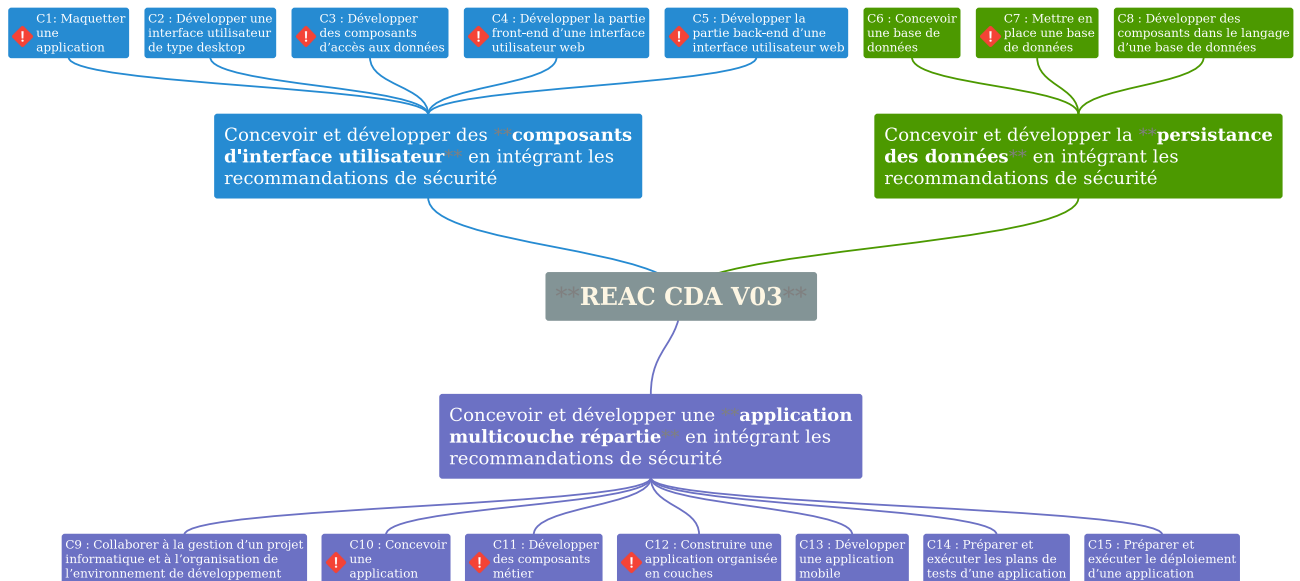 C1: Maquetter
une
application
C2 : Développer une
interface utilisateur
de type desktop
C3 : Développer
des composants
d’accès aux données
C4 : Développer la partie
front-end d’une interface
utilisateur web
C5 : Développer la
partie back-end d’une
interface utilisateur web
C6 : Concevoir
une base de
données
C7 : Mettre en
place une base
de données
C8 : Développer des
composants dans le langage
d’une base de données
Concevoir et développer des **composants
d'interface utilisateur** en intégrant les
recommandations de sécurité
Concevoir et développer la **persistance
des données** en intégrant les
recommandations de sécurité
**REAC CDA V03**
Concevoir et développer une **application
multicouche répartie** en intégrant les
recommandations de sécurité
C9 : Collaborer à la gestion d’un projet
informatique et à l’organisation de
l’environnement de développement
C10 : Concevoir
une
application
C11 : Développer
des composants
métier
C12 : Construire une
application organisée
en couches
C13 : Développer
une application
mobile
C14 : Préparer et
exécuter les plans de
tests d’une application
C15 : Préparer et
exécuter le déploiement
d’une application